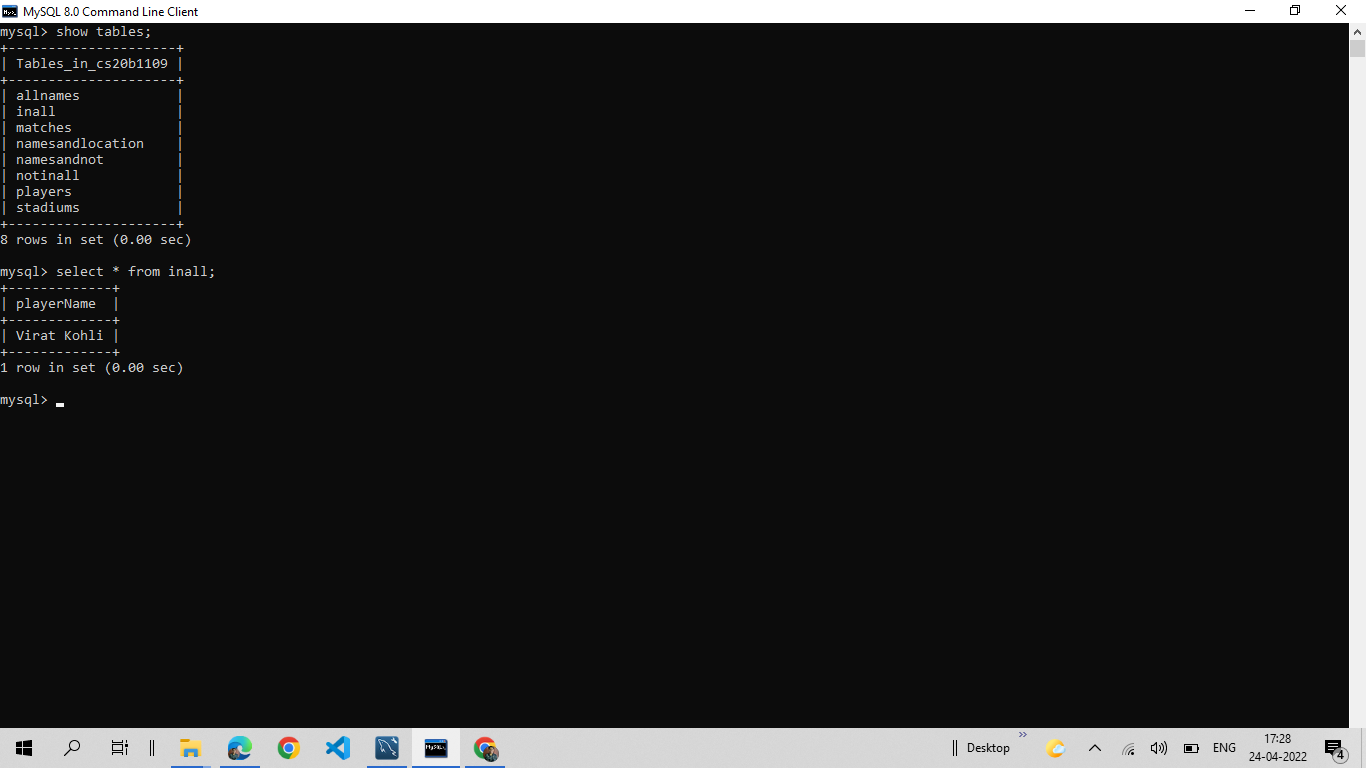 MySQL 8.0 Command Line Client
mysql> show tables;
+---------------------+
| Tables_in_cs20b1109 |
+---------------------+
| allnames            |
| inall               |
| matches             |
| namesandlocation    |
| namesandnot         |
| notinall            |
| players             |
| stadiums            |
+---------------------+
8 rows in set (0.00 sec)
mysql> select * from inall;
+-------------+
| playerName  |
+-------------+
| Virat Kohli |
+-------------+
1 row in set (0.00 sec)
mysql>
Desktop
ENG
17:28
24-04-2022
4